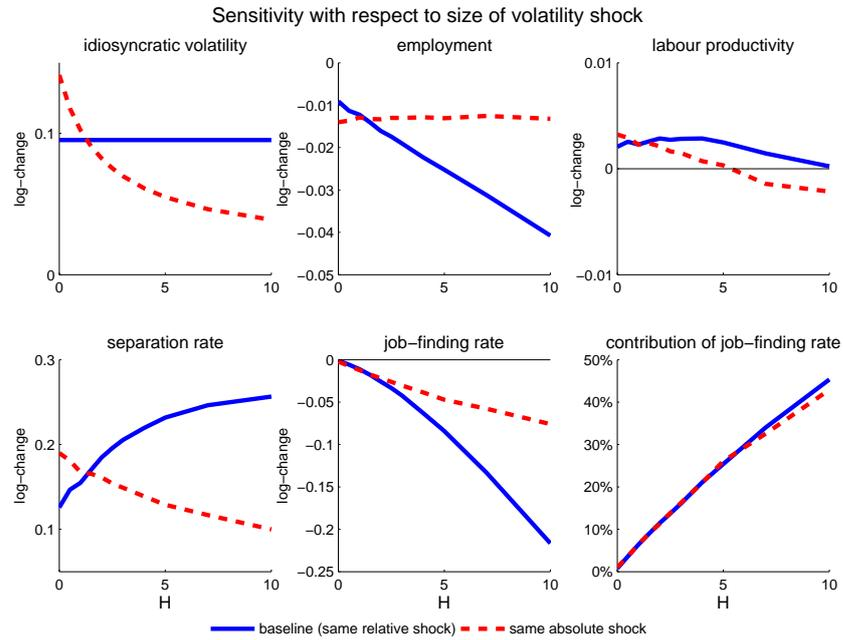 Sensitivity with respect to size of volatility shock
idiosyncratic volatility
employment
labour productivity
log−change
0.1
0
0
5
10
log−change
0
−0.01
−0.02
−0.03
−0.04
−0.05
0
5
10
log−change
0.01
0
−0.01
0
5
10
separation rate
job−finding rate
contribution of job−finding rate
log−change
0.3
0.2
0.1
0
5
10
H
log−change
0
−0.05
−0.1
−0.15
−0.2
−0.25
0
5
10
H
50%
40%
30%
20%
10%
0%
0
5
10
H
baseline (same relative shock)
same absolute shock